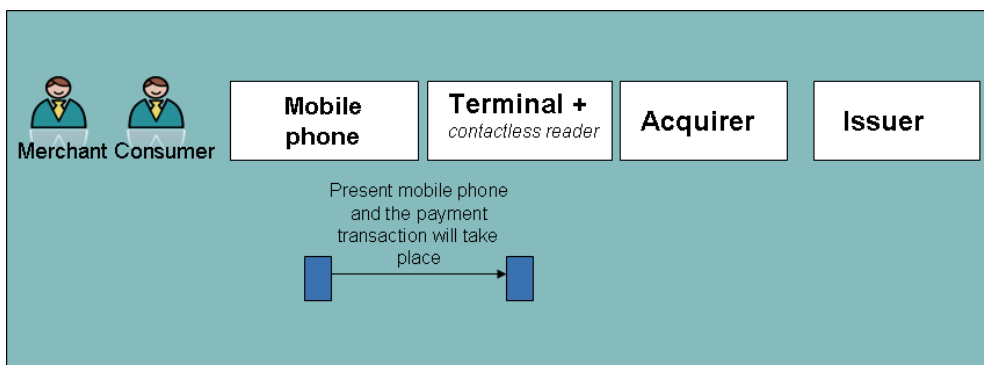 Merchant Consumer
Mobile
phone
Terminal +
contactless reader
Acquirer
Issuer
Present mobile phone
and the payment
transaction will take
place